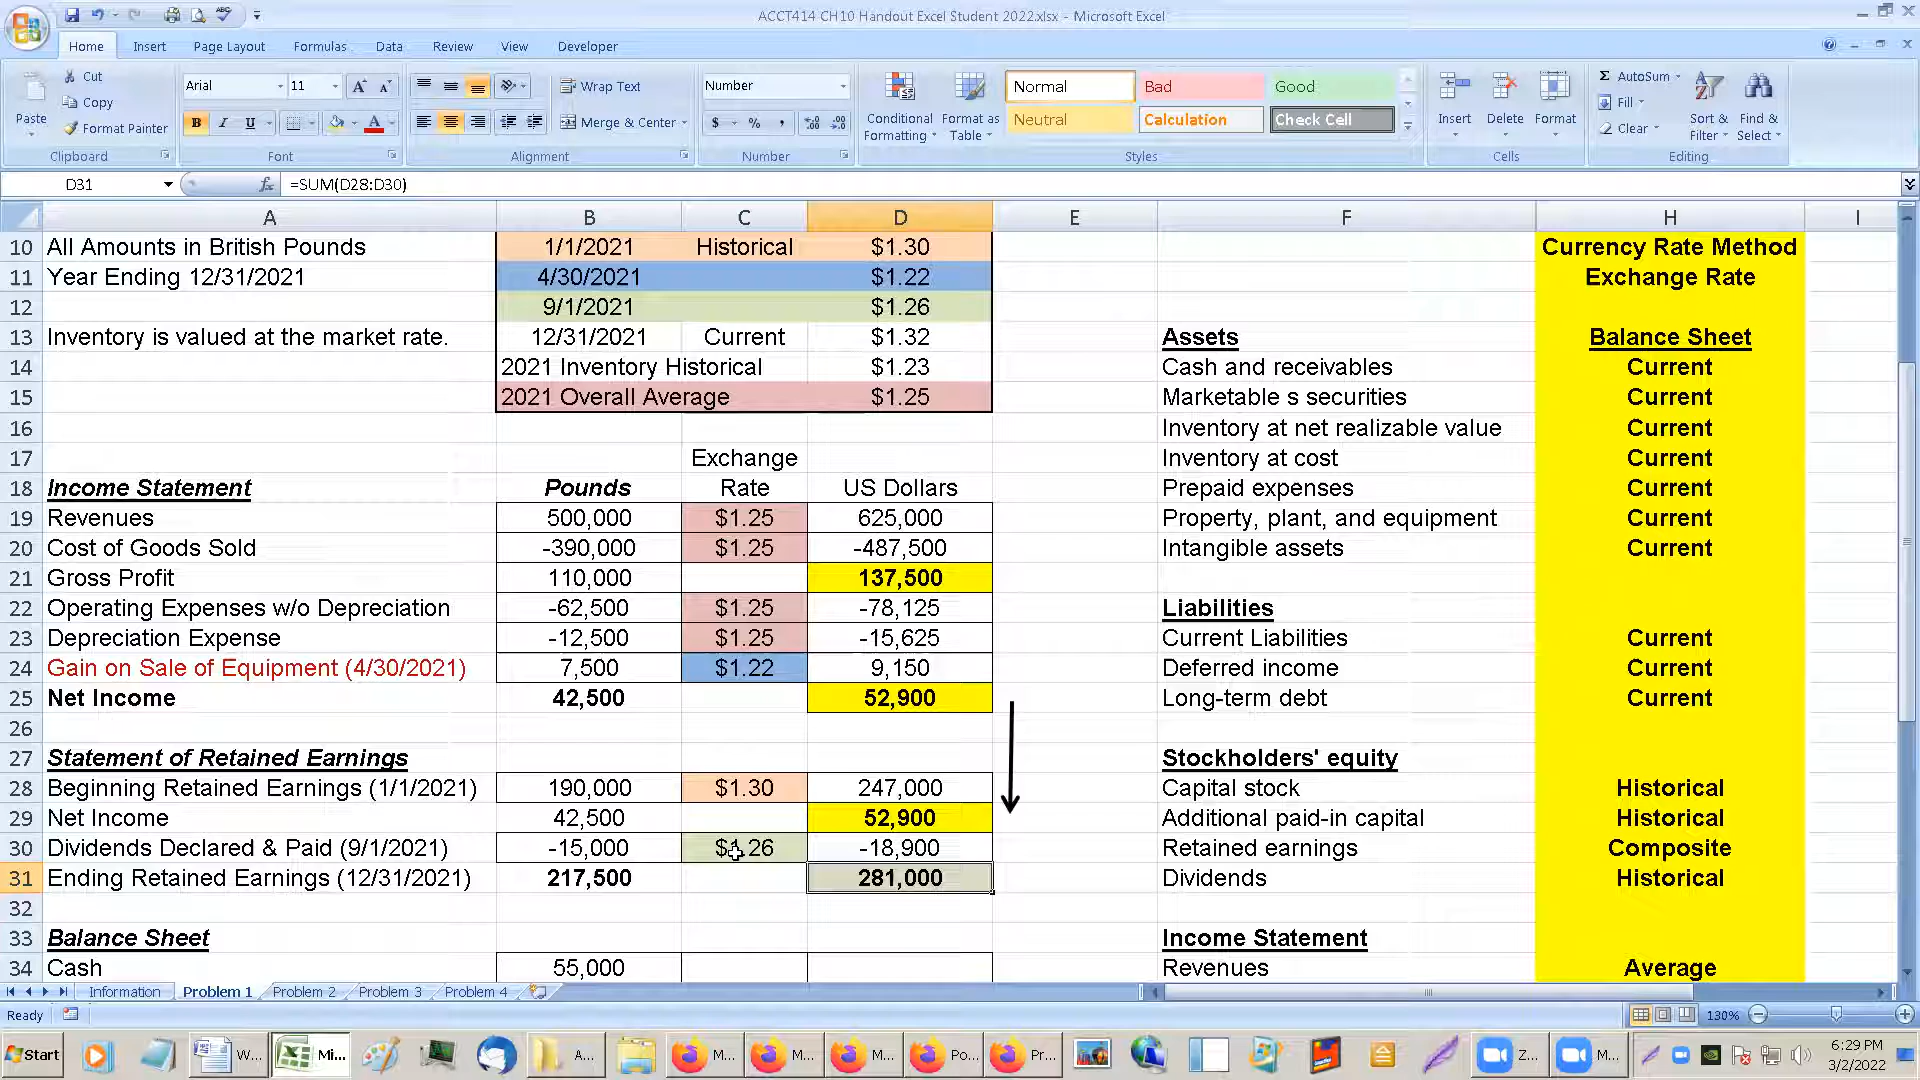 ACCT414 CH10 Handout Excel Student 2022.xlsx - Microsoft Excel
Home Insert Page Layout Formulas Data Review View Developer
Paste Cut Copy Format Painter Clipboard
Arial 11 B I U Font
Wrap Text Merge & Center Alignment
Number $ % , Number
Conditional Formatting Format as Table
Normal Bad Good
Neutral Calculation Check Cell
Styles
Insert Delete Format Cells
Σ AutoSum Fill Clear Sort & Filter Find & Select Editing
D31 fx =SUM(D28:D30)
A B C D E F H I
10 All Amounts in British Pounds 1/1/2021 Historical $1.30 Currency Rate Method
11 Year Ending 12/31/2021 4/30/2021 $1.22 Exchange Rate
12 9/1/2021 $1.26
13 Inventory is valued at the market rate. 12/31/2021 Current $1.32 Assets Balance Sheet
14 2021 Inventory Historical $1.23 Cash and receivables Current
15 2021 Overall Average $1.25 Marketable s securities Current
16 Inventory at net realizable value Current
17 Exchange Inventory at cost Current
18 Income Statement Pounds Rate US Dollars Prepaid expenses Current
19 Revenues 500,000 $1.25 625,000 Property, plant, and equipment Current
20 Cost of Goods Sold -390,000 $1.25 -487,500 Intangible assets Current
21 Gross Profit 110,000 137,500
22 Operating Expenses w/o Depreciation -62,500 $1.25 -78,125 Liabilities
23 Depreciation Expense -12,500 $1.25 -15,625 Current Liabilities Current
24 Gain on Sale of Equipment (4/30/2021) 7,500 $1.22 9,150 Deferred income Current
25 Net Income 42,500 52,900 Long-term debt Current
26
27 Statement of Retained Earnings Stockholders' equity
28 Beginning Retained Earnings (1/1/2021) 190,000 $1.30 247,000 Capital stock Historical
29 Net Income 42,500 52,900 Additional paid-in capital Historical
30 Dividends Declared & Paid (9/1/2021) -15,000 $1.26 -18,900 Retained earnings Composite
31 Ending Retained Earnings (12/31/2021) 217,500 281,000 Dividends Historical
32
33 Balance Sheet Income Statement
34 Cash 55,000 Revenues Average
Information Problem 1 Problem 2 Problem 3 Problem 4
Ready 130%
Start W... Mi... A... M... M... M... Po... Pr... Z... M... 6:29 PM
3/2/2022